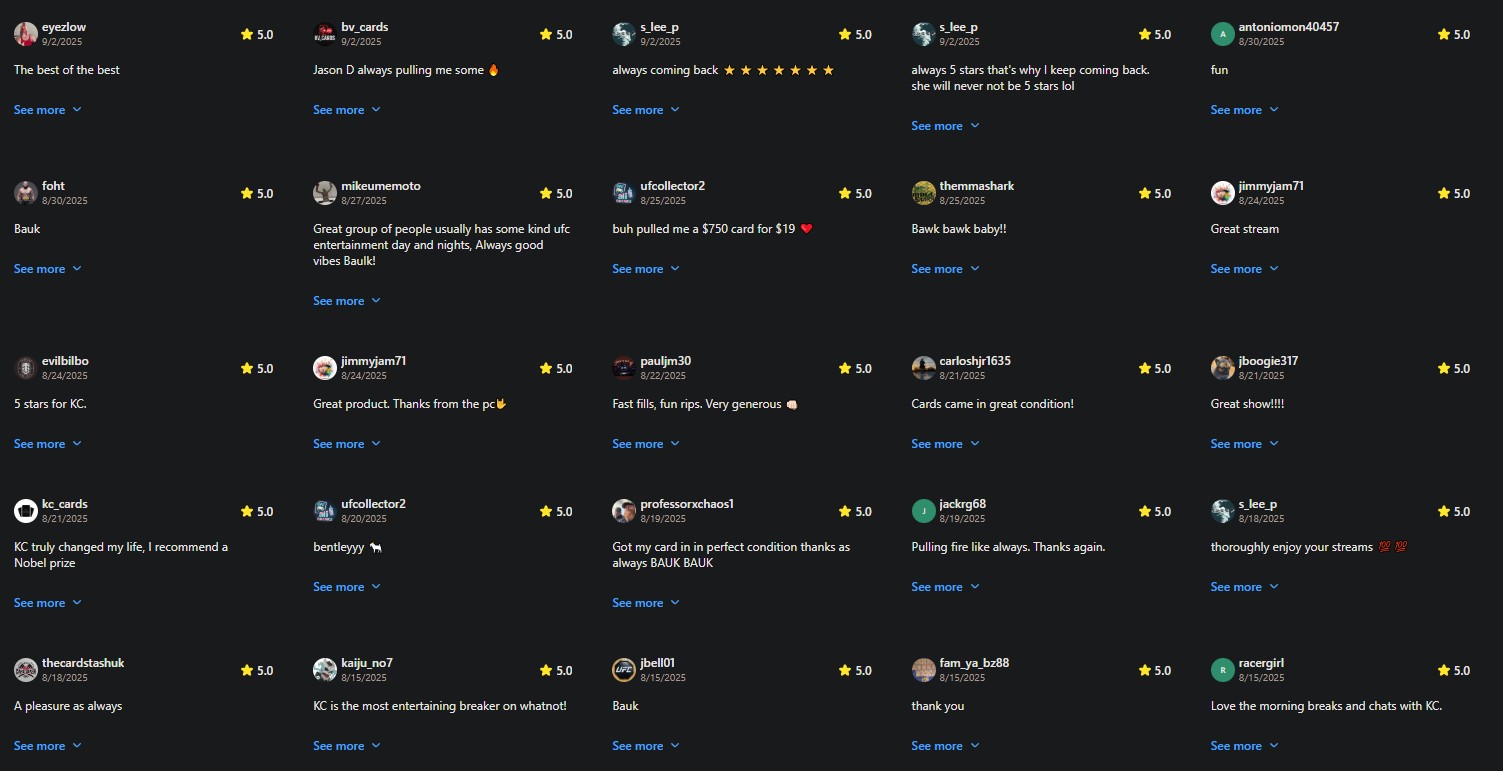 eyezlow
9/2/2025
⭐ 5.0
The best of the best
See more
bv_cards
9/2/2025
⭐ 5.0
Jason D always pulling me some 🔥
See more
s_lee_p
9/2/2025
⭐ 5.0
always coming back ⭐ ⭐ ⭐ ⭐ ⭐ ⭐ ⭐
See more
s_lee_p
9/2/2025
⭐ 5.0
always 5 stars that's why I keep coming back.
she will never not be 5 stars lol
See more
A
antoniomon40457
8/30/2025
⭐ 5.0
fun
See more
foht
8/30/2025
⭐ 5.0
Bauk
See more
mikeumemoto
8/27/2025
⭐ 5.0
Great group of people usually has some kind ufc
entertainment day and nights, Always good
vibes Baulk!
See more
ufcollector2
8/25/2025
⭐ 5.0
buh pulled me a $750 card for $19 ❤️
See more
themmashark
8/25/2025
⭐ 5.0
Bawk bawk baby!!
See more
jimmyjam71
8/24/2025
⭐ 5.0
Great stream
See more
evilbilbo
8/24/2025
⭐ 5.0
5 stars for KC.
See more
jimmyjam71
8/24/2025
⭐ 5.0
Great product. Thanks from the pc🤟
See more
pauljm30
8/22/2025
⭐ 5.0
Fast fills, fun rips. Very generous 👊🏻
See more
carloshjr1635
8/21/2025
⭐ 5.0
Cards came in great condition!
See more
jboogie317
8/21/2025
⭐ 5.0
Great show!!!!
See more
kc_cards
8/21/2025
⭐ 5.0
KC truly changed my life, I recommend a
Nobel prize
See more
ufcollector2
8/20/2025
⭐ 5.0
bentleyyy 🐕‍🦺
See more
professorxchaos1
8/19/2025
⭐ 5.0
Got my card in in perfect condition thanks as
always BAUK BAUK
See more
J
jackrg68
8/19/2025
⭐ 5.0
Pulling fire like always. Thanks again.
See more
s_lee_p
8/18/2025
⭐ 5.0
thoroughly enjoy your streams 💯 💯
See more
thecardstashuk
8/18/2025
⭐ 5.0
A pleasure as always
See more
kaiju_no7
8/15/2025
⭐ 5.0
KC is the most entertaining breaker on whatnot!
See more
UFC
jbell01
8/15/2025
⭐ 5.0
Bauk
See more
fam_ya_bz88
8/15/2025
⭐ 5.0
thank you
See more
R
racergirl
8/15/2025
⭐ 5.0
Love the morning breaks and chats with KC.
See more